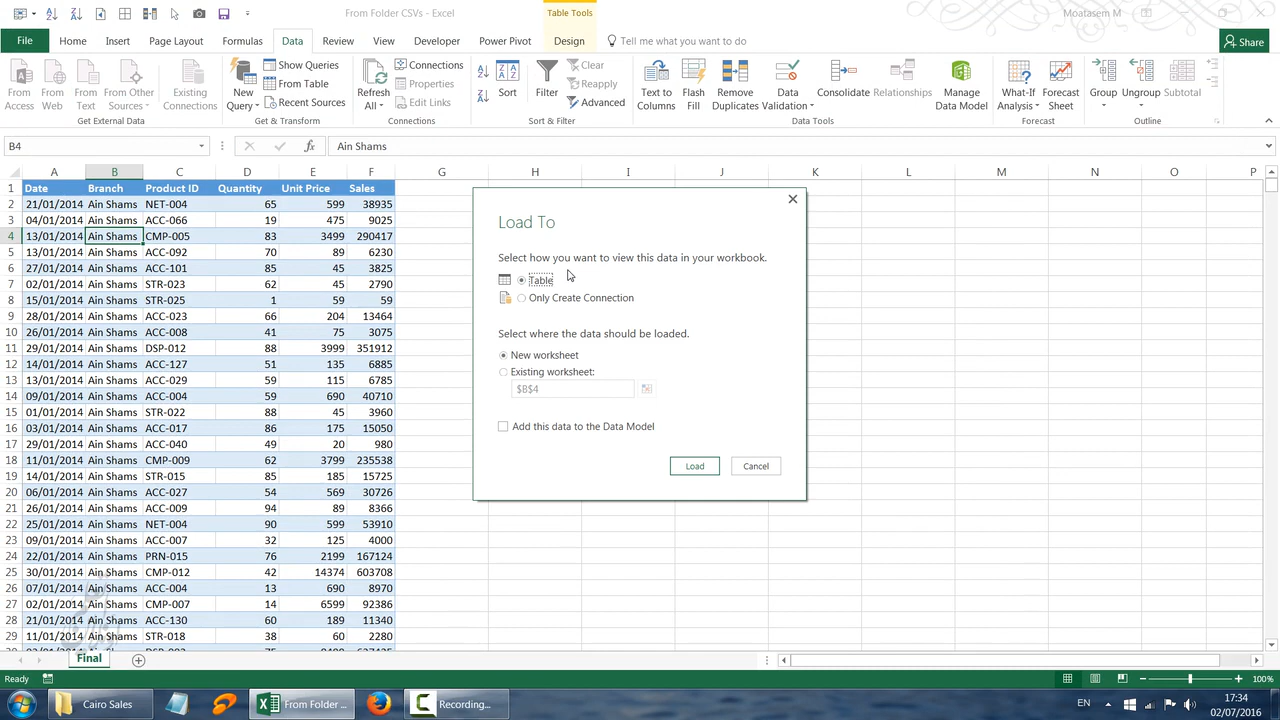 From Folder CSVs - Excel
Table Tools
Moatasem M
File Home Insert Page Layout Formulas Data Review View Developer Power Pivot Design Tell me what you want to do Share
From Access
From Web
From Text
From Other Sources
Get External Data
Existing Connections
New Query
Show Queries
From Table
Recent Sources
Get & Transform
Refresh All
Connections
Properties
Edit Links
Connections
Sort
Filter
Clear
Reapply
Advanced
Sort & Filter
Text to Columns
Flash Fill
Remove Duplicates
Data Validation
Consolidate
Relationships
Manage Data Model
Data Tools
What-If Analysis
Forecast Sheet
Forecast
Group
Ungroup
Subtotal
Outline
B4 fx Ain Shams
A B C D E F G H I J K L M N O P
1 Date Branch Product ID Quantity Unit Price Sales
2 21/01/2014 Ain Shams NET-004 65 599 38935
3 04/01/2014 Ain Shams ACC-066 19 475 9025
4 13/01/2014 Ain Shams CMP-005 83 3499 290417
5 13/01/2014 Ain Shams ACC-092 70 89 6230
6 27/01/2014 Ain Shams ACC-101 85 45 3825
7 02/01/2014 Ain Shams STR-023 62 45 2790
8 15/01/2014 Ain Shams STR-025 1 59 59
9 28/01/2014 Ain Shams ACC-023 66 204 13464
10 26/01/2014 Ain Shams ACC-008 41 75 3075
11 29/01/2014 Ain Shams DSP-012 88 3999 351912
12 14/01/2014 Ain Shams ACC-127 51 135 6885
13 13/01/2014 Ain Shams ACC-029 59 115 6785
14 09/01/2014 Ain Shams ACC-004 59 690 40710
15 01/01/2014 Ain Shams STR-022 88 45 3960
16 03/01/2014 Ain Shams ACC-017 86 175 15050
17 29/01/2014 Ain Shams ACC-040 49 20 980
18 11/01/2014 Ain Shams CMP-009 62 3799 235538
19 14/01/2014 Ain Shams STR-015 85 185 15725
20 06/01/2014 Ain Shams ACC-027 54 569 30726
21 26/01/2014 Ain Shams ACC-009 94 89 8366
22 25/01/2014 Ain Shams NET-004 90 599 53910
23 09/01/2014 Ain Shams ACC-007 32 125 4000
24 22/01/2014 Ain Shams PRN-015 76 2199 167124
25 30/01/2014 Ain Shams CMP-012 42 14374 603708
26 07/01/2014 Ain Shams ACC-004 13 690 8970
27 02/01/2014 Ain Shams CMP-007 14 6599 92386
28 21/01/2014 Ain Shams ACC-130 60 189 11340
29 11/01/2014 Ain Shams STR-018 38 60 2280
Load To
Select how you want to view this data in your workbook.
Table
Only Create Connection
Select where the data should be loaded.
New worksheet
Existing worksheet:
$B$4
Add this data to the Data Model
Load Cancel
Final
Ready 100%
Cairo Sales From Folder ... Recording... EN 17:34
02/07/2016